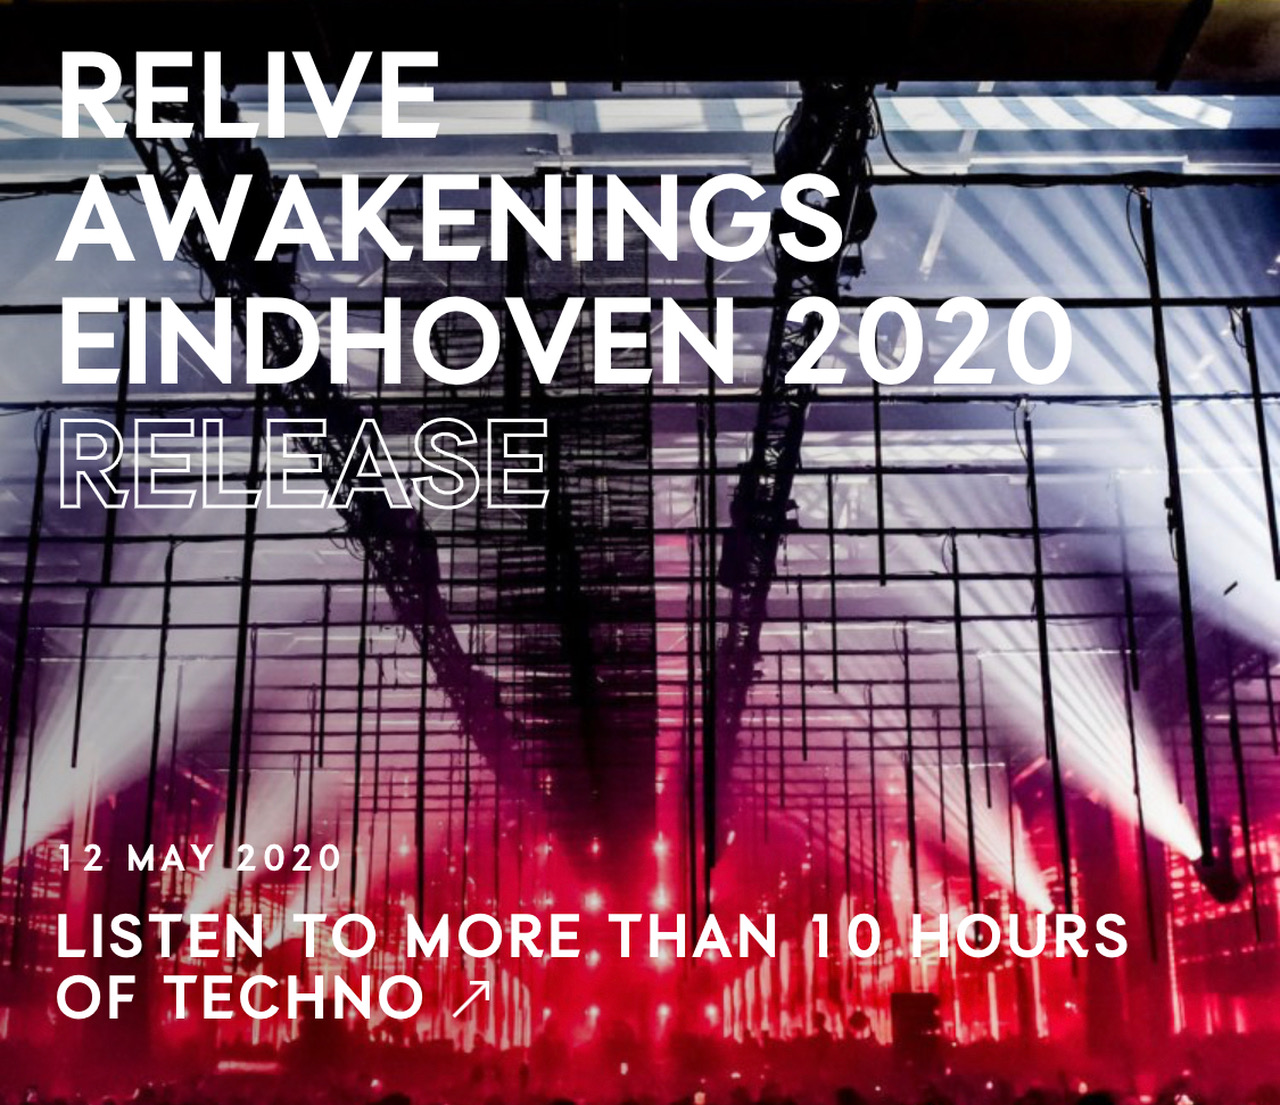 RELIVE
AWAKENINGS
EINDHOVEN 2020
RELEASE
12 MAY 2020
LISTEN TO MORE THAN 10 HOURS
OF TECHNO ↗